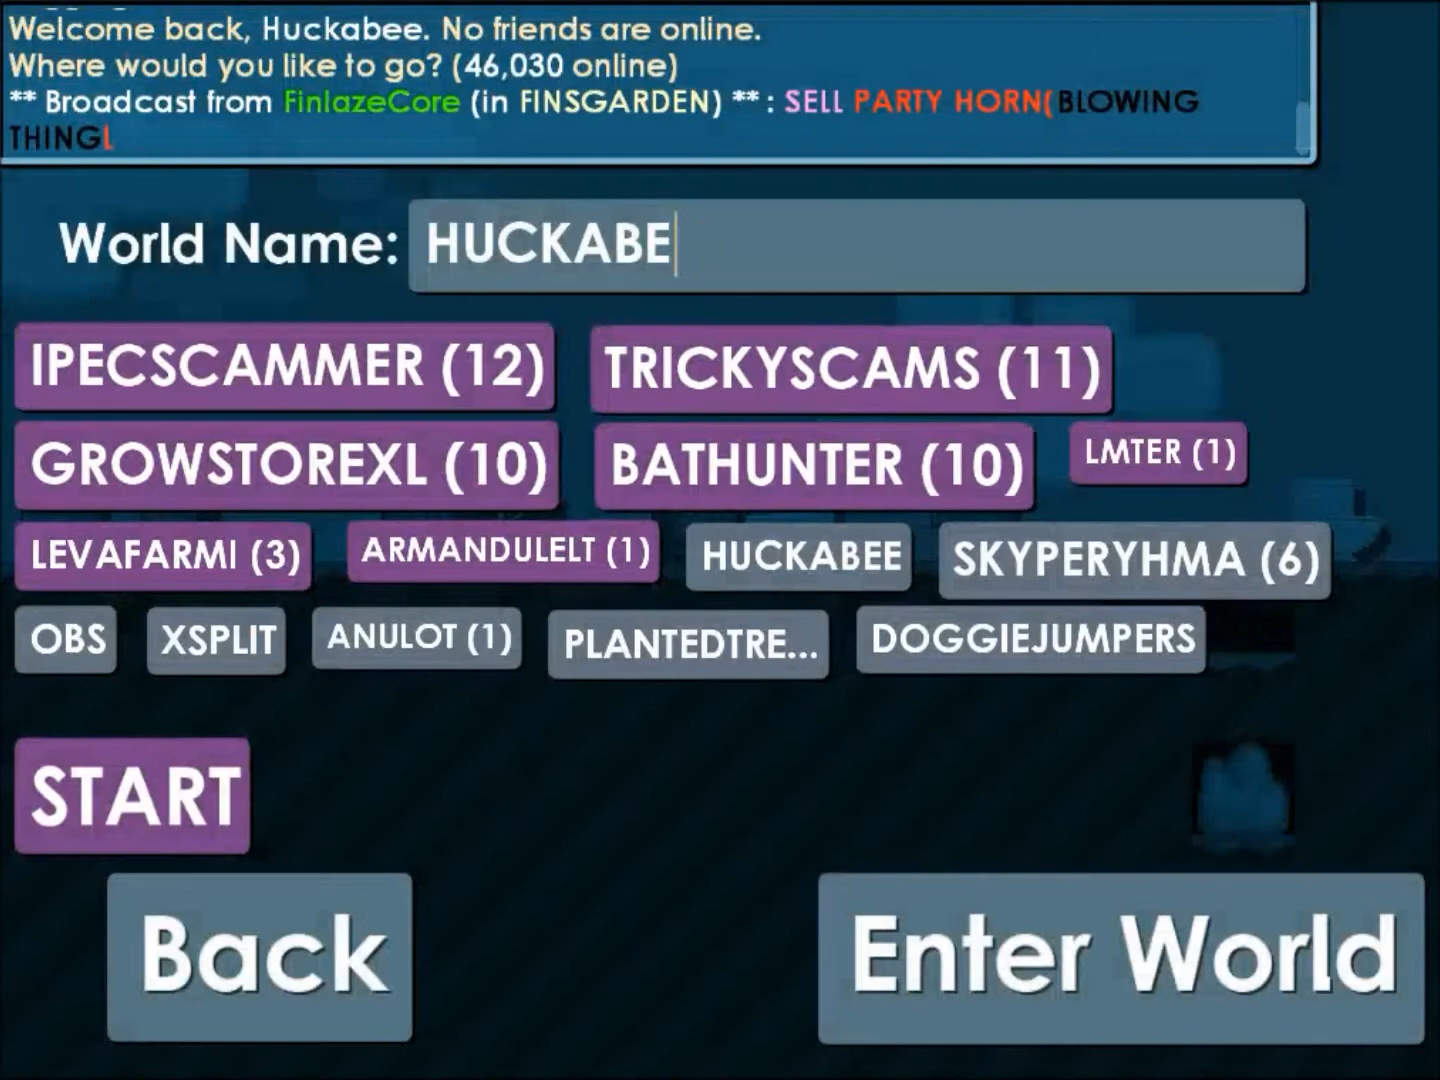 Welcome back, Huckabee. No friends are online.
Where would you like to go? (46,030 online)
** Broadcast from FinlazeCore (in FINSGARDEN) ** : SELL PARTY HORN(BLOWING
THINGL
World Name: HUCKABE
IPECSCAMMER (12) TRICKYSCAMS (11)
GROWSTOREXL (10) BATHUNTER (10) LMTER (1)
LEVAFARMI (3) ARMANDULELT (1) HUCKABEE SKYPERYHMA (6)
OBS XSPLIT ANULOT (1) PLANTEDTRE... DOGGIEJUMPERS
START
Back Enter World